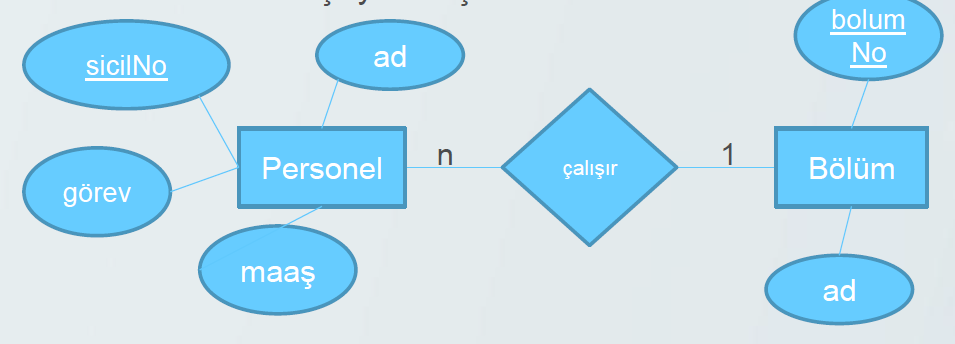 sicilNo
ad
bolum
No
Personel
n
çalışır
1
Bölüm
görev
maaş
ad